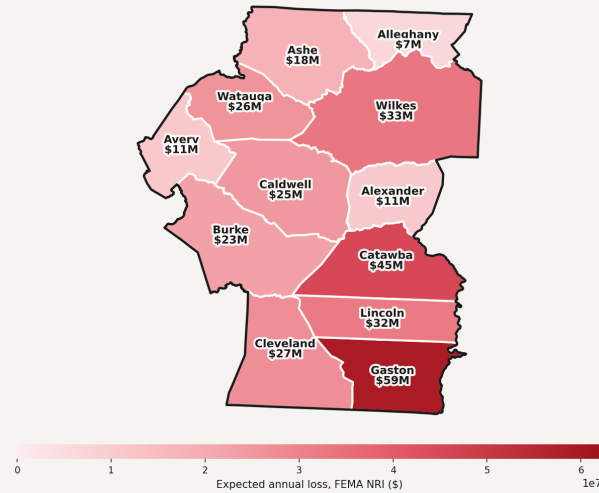 Alleghany
$7M
Ashe
$18M
Watauga
$26M
Wilkes
$33M
Avery
$11M
Caldwell
$25M
Alexander
$11M
Burke
$23M
Catawba
$45M
Lincoln
$32M
Cleveland
$27M
Gaston
$59M
0 1 2 3 4 5 6
1e7
Expected annual loss, FEMA NRI ($)